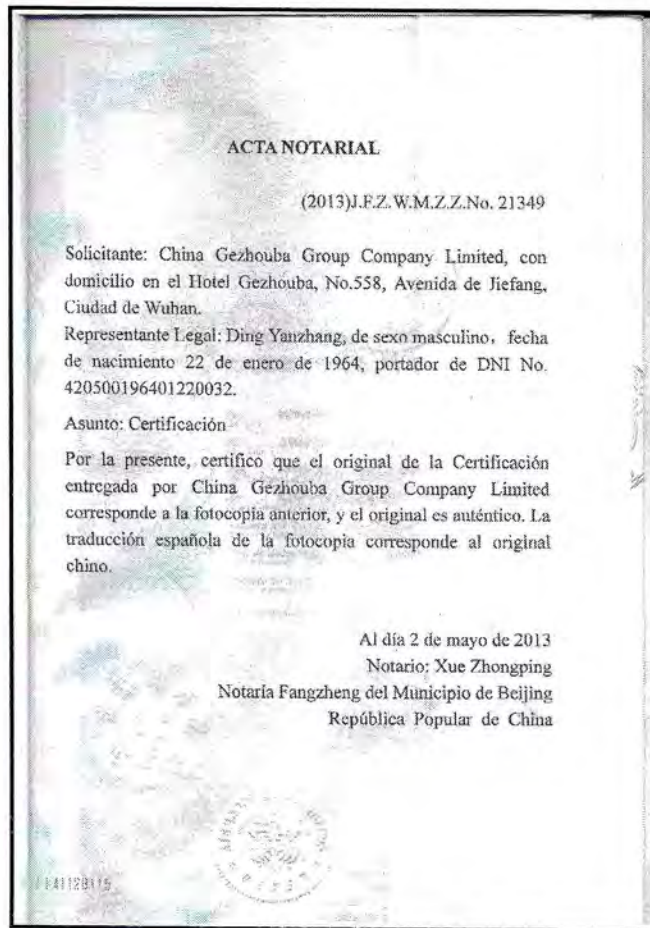 ACTA NOTARIAL
(2013)J.F.Z.W.M.Z.Z.No. 21349
Solicitante: China Gezhouba Group Company Limited, con
domicilio en el Hotel Gezhouba, No.558, Avenida de Jiefang,
Ciudad de Wuhan.
Representante Legal: Ding Yanzhang, de sexo masculino, fecha
de nacimiento 22 de enero de 1964, portador de DNI No.
420500196401220032.
Asunto: Certificación
Por la presente, certifico que el original de la Certificación
entregada por China Gezhouba Group Company Limited
corresponde a la fotocopia anterior, y el original es auténtico. La
traducción española de la fotocopia corresponde al original
chino.
Al día 2 de mayo de 2013
Notario: Xue Zhongping
Notaría Fangzheng del Municipio de Beijing
República Popular de China